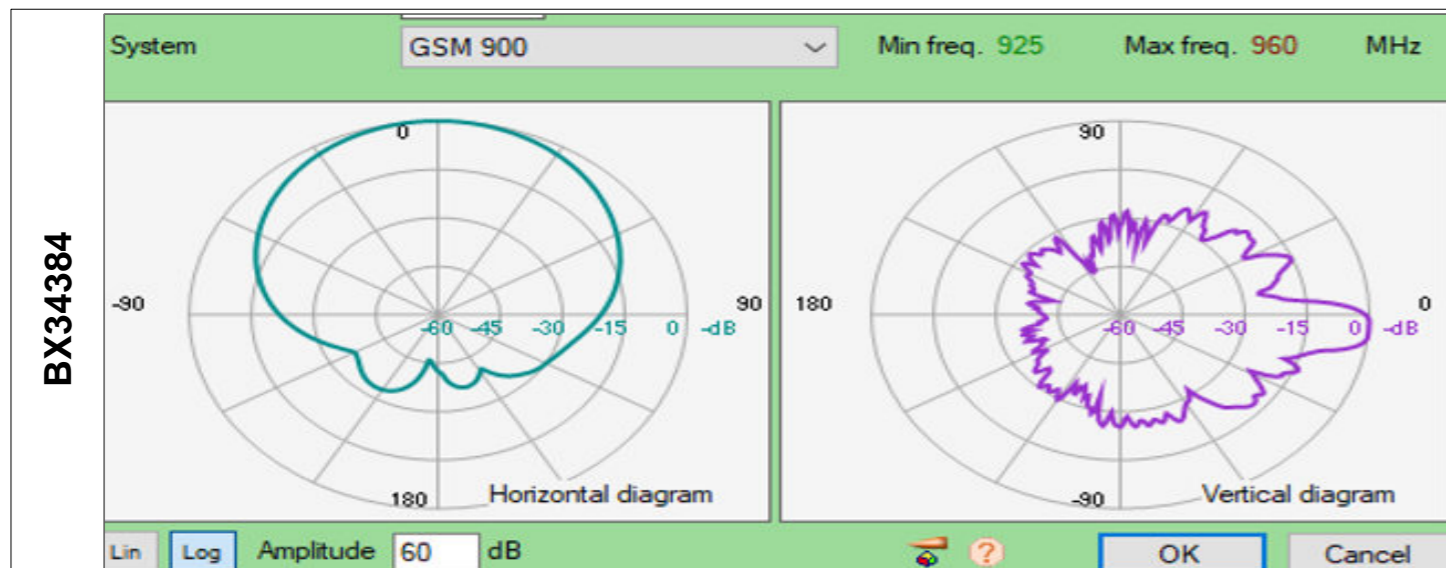 BX34384
System GSM 900 Min freq. 925 Max freq. 960 MHz
0
-90 90
-60 -45 -30 -15 0 -dB
180
Horizontal diagram
90
180 0
-60 -45 -30 -15 0 -dB
-90
Vertical diagram
Lin Log Amplitude 60 dB ? OK Cancel